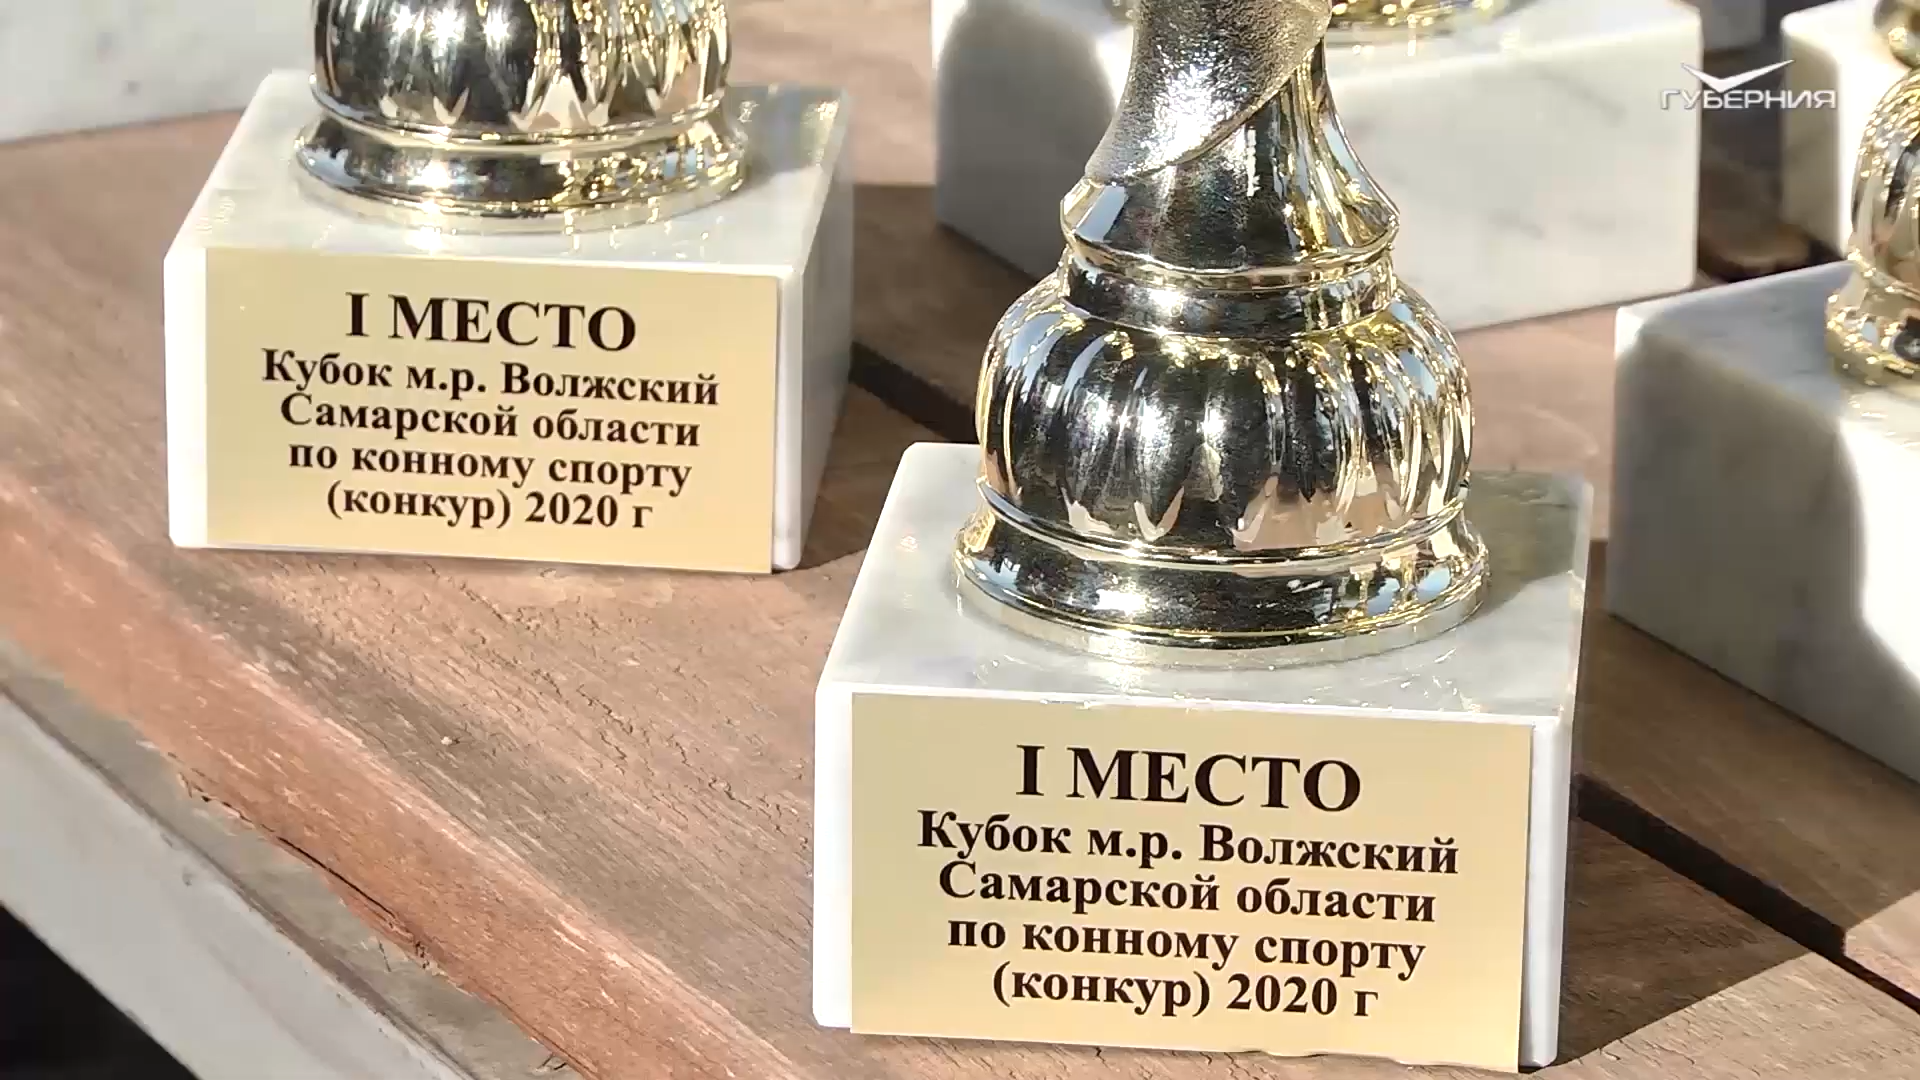 ГУБЕРНИЯ
I МЕСТО
Кубок м.р. Волжский
Самарской области
по конному спорту
(конкур) 2020 г
I МЕСТО
Кубок м.р. Волжский
Самарской области
по конному спорту
(конкур) 2020 г